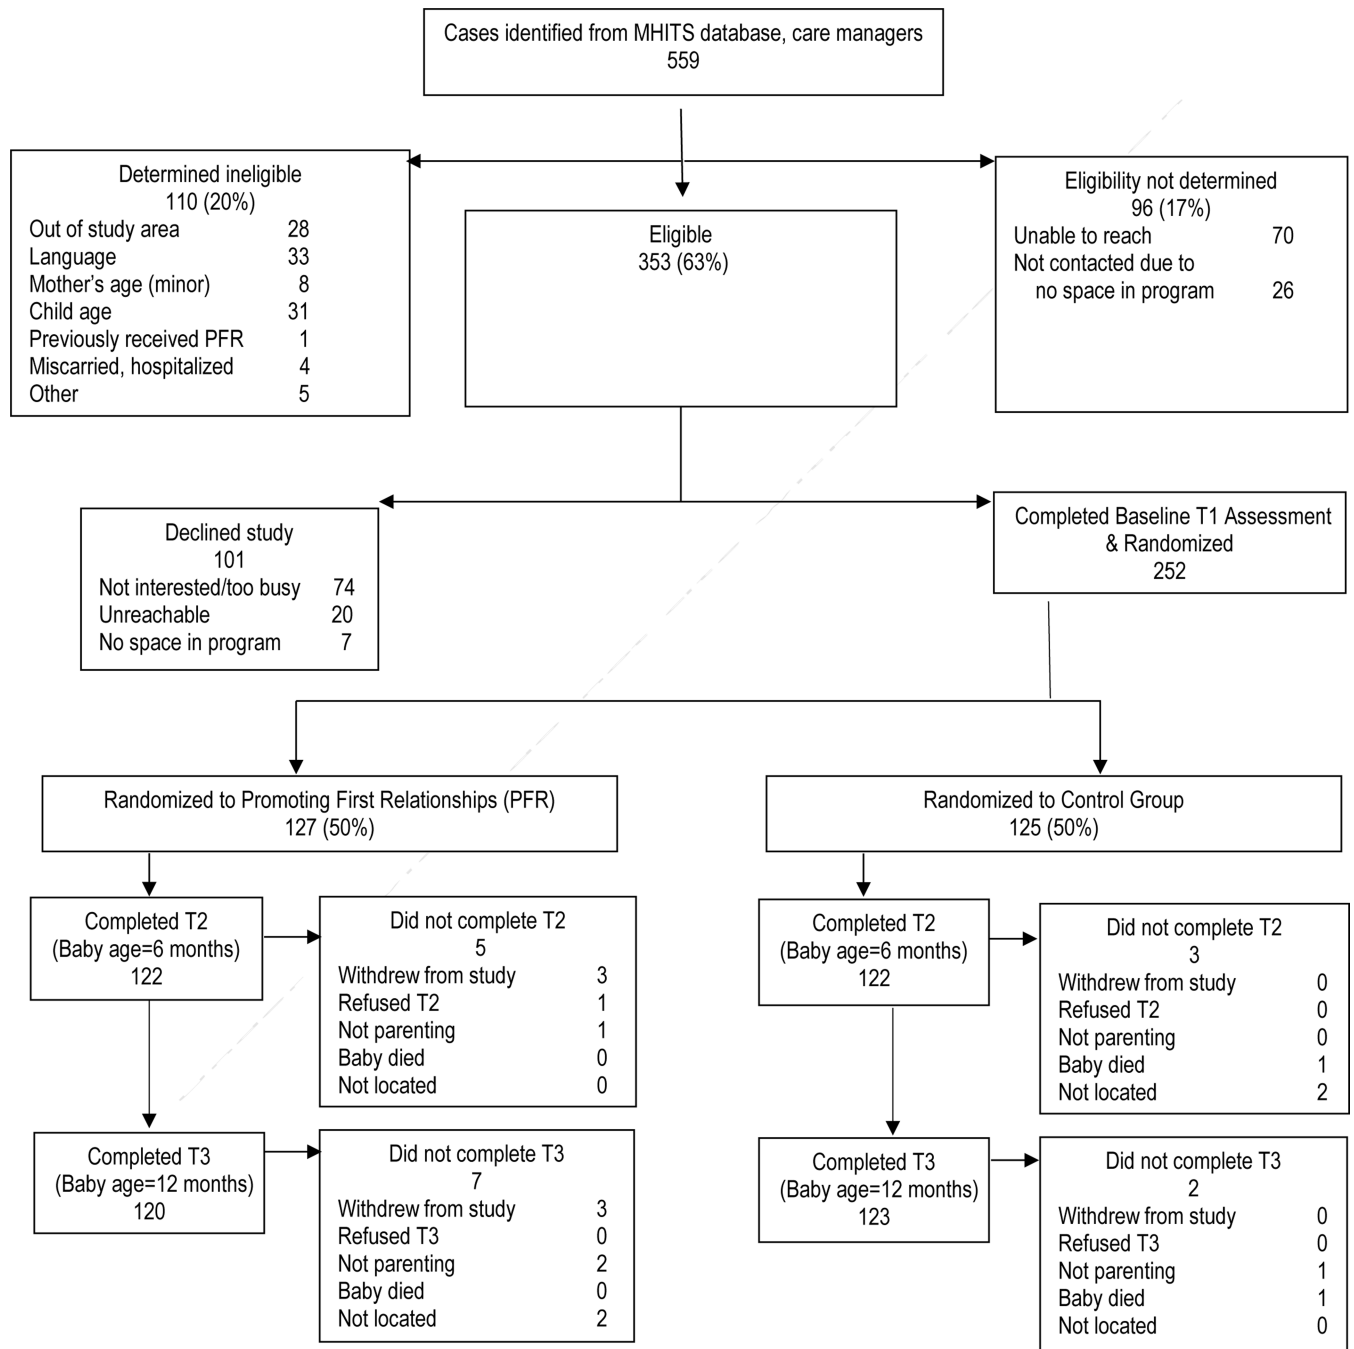 Cases identified from MHITS database, care managers
559
Determined ineligible
110 (20%)
Out of study area 28
Language 33
Mother's age (minor) 8
Child age 31
Previously received PFR 1
Miscarried, hospitalized 4
Other 5
Eligible
353 (63%)
Eligibility not determined
96 (17%)
Unable to reach 70
Not contacted due to
no space in program 26
Declined study
101
Not interested/too busy 74
Unreachable 20
No space in program 7
Completed Baseline T1 Assessment
& Randomized
252
Randomized to Promoting First Relationships (PFR)
127 (50%)
Randomized to Control Group
125 (50%)
Completed T2
(Baby age=6 months)
122
Did not complete T2
5
Withdrew from study 3
Refused T2 1
Not parenting 1
Baby died 0
Not located 0
Completed T2
(Baby age=6 months)
122
Did not complete T2
3
Withdrew from study 0
Refused T2 0
Not parenting 0
Baby died 1
Not located 2
Completed T3
(Baby age=12 months)
120
Did not complete T3
7
Withdrew from study 3
Refused T3 0
Not parenting 2
Baby died 0
Not located 2
Completed T3
(Baby age=12 months)
123
Did not complete T3
2
Withdrew from study 0
Refused T3 0
Not parenting 1
Baby died 1
Not located 0